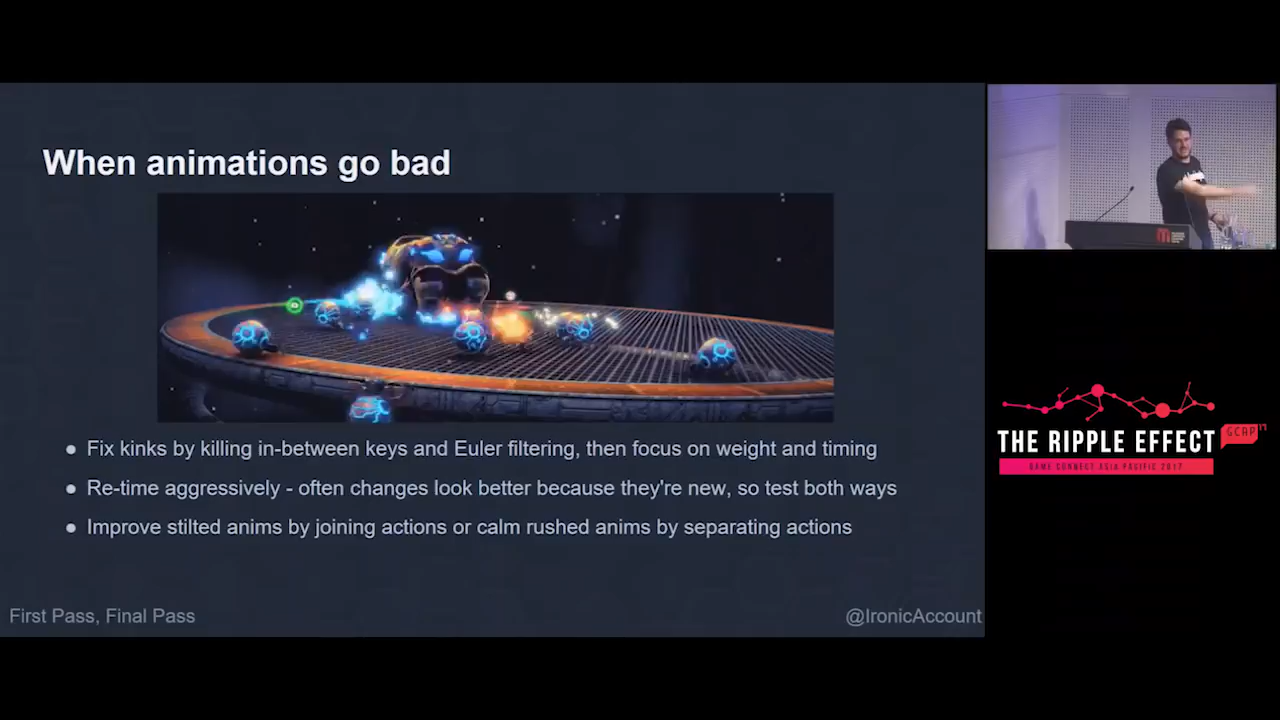 When animations go bad
● Fix kinks by killing in-between keys and Euler filtering, then focus on weight and timing
● Re-time aggressively - often changes look better because they're new, so test both ways
● Improve stilted anims by joining actions or calm rushed anims by separating actions
First Pass, Final Pass
@IronicAccount
THE RIPPLE EFFECT
GCAP17
GAME CONNECT ASIA PACIFIC 2017